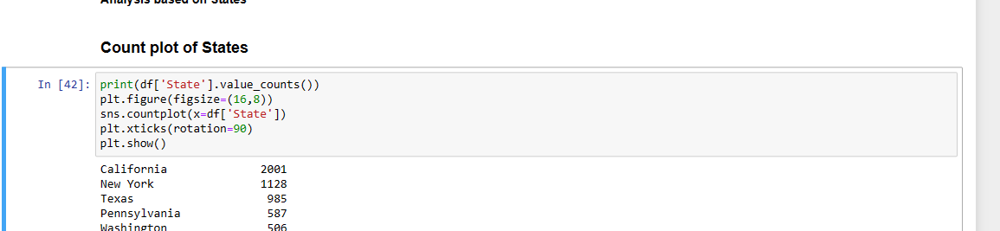 Analysis based on States
Count plot of States
In [42]: print(df['State'].value_counts())
plt.figure(figsize=(16,8))
sns.countplot(x=df['State'])
plt.xticks(rotation=90)
plt.show()
California 2001
New York 1128
Texas 985
Pennsylvania 587
Washington 506